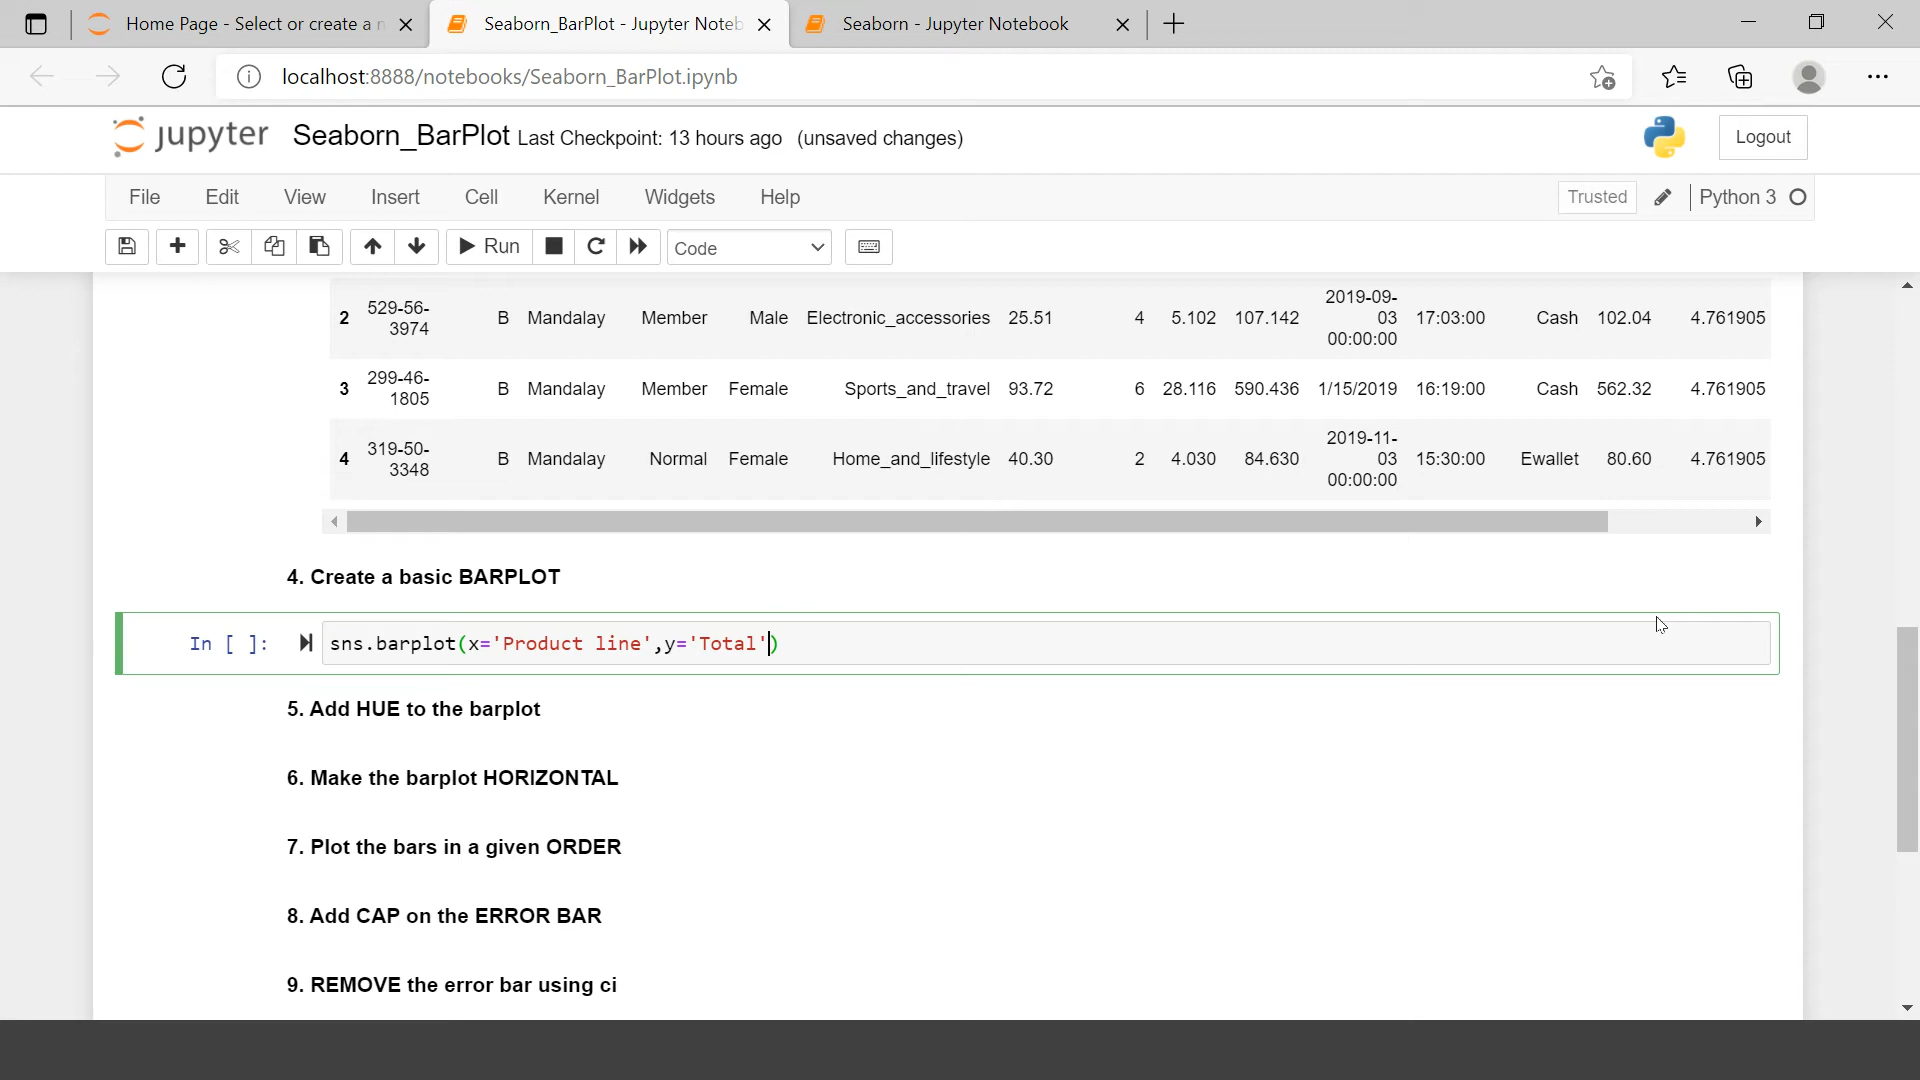 Home Page - Select or create a n
Seaborn_BarPlot - Jupyter Noteb
Seaborn - Jupyter Notebook
localhost:8888/notebooks/Seaborn_BarPlot.ipynb
jupyter Seaborn_BarPlot Last Checkpoint: 13 hours ago (unsaved changes)
Logout
File Edit View Insert Cell Kernel Widgets Help
Trusted
Python 3
Run
Code
2 529-56-3974 B Mandalay Member Male Electronic_accessories 25.51 4 5.102 107.142 2019-09-03 00:00:00 17:03:00 Cash 102.04 4.761905
3 299-46-1805 B Mandalay Member Female Sports_and_travel 93.72 6 28.116 590.436 1/15/2019 16:19:00 Cash 562.32 4.761905
4 319-50-3348 B Mandalay Normal Female Home_and_lifestyle 40.30 2 4.030 84.630 2019-11-03 00:00:00 15:30:00 Ewallet 80.60 4.761905
4. Create a basic BARPLOT
In [ ]: sns.barplot(x='Product line',y='Total')
5. Add HUE to the barplot
6. Make the barplot HORIZONTAL
7. Plot the bars in a given ORDER
8. Add CAP on the ERROR BAR
9. REMOVE the error bar using ci